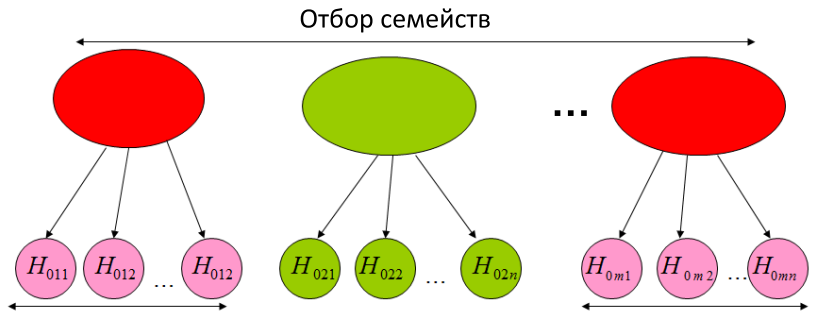 Отбор семейств
...
H011 H012 ... H012 H021 H022 ... H02n H0m1 H0m2 ... H0mn